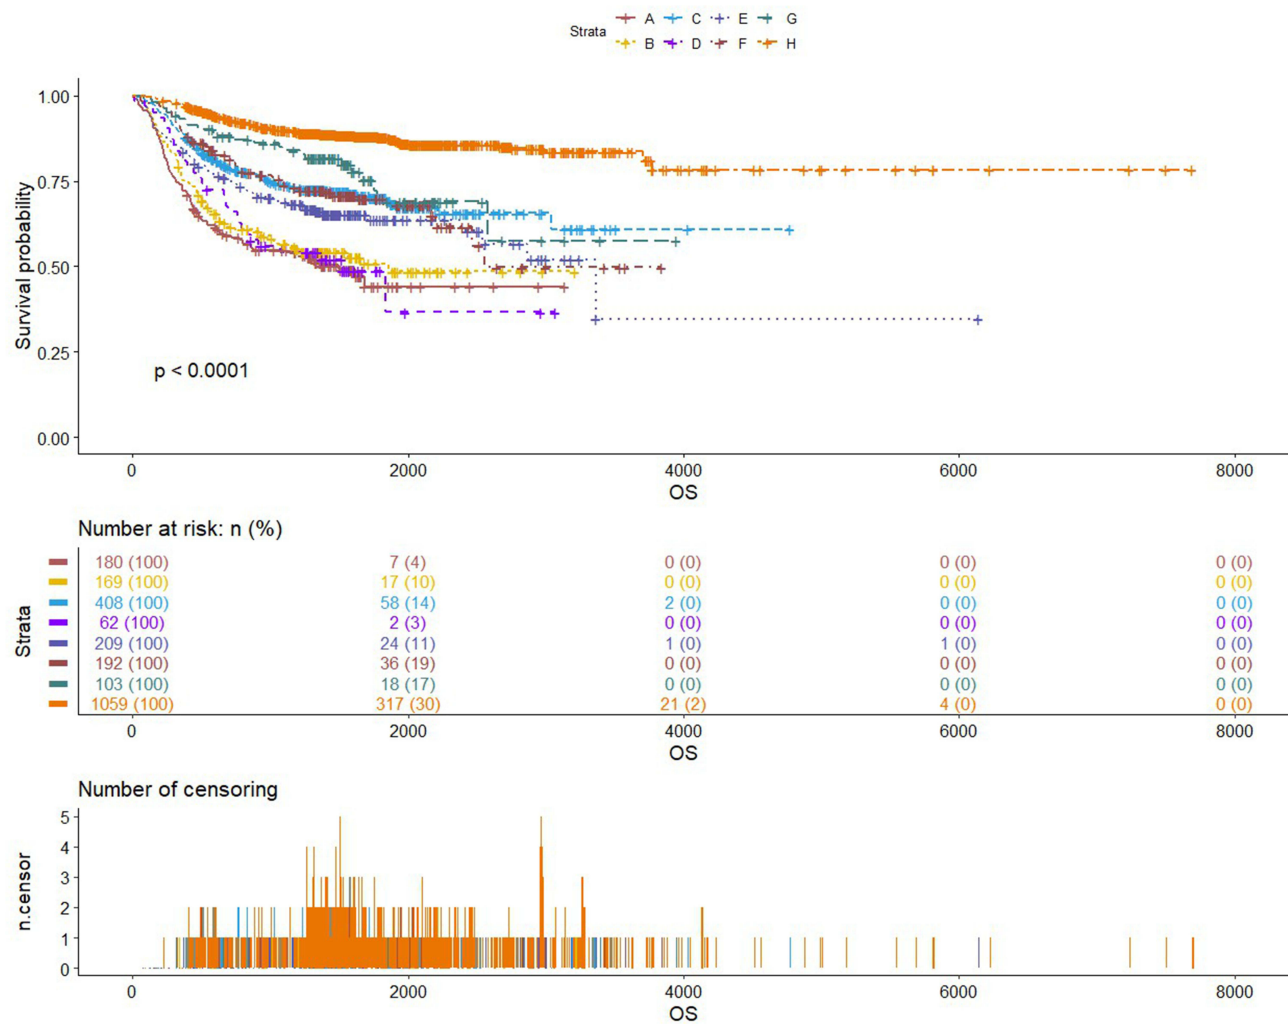 Strata
A C E G
B D F H
Survival probability
1.00
0.75
0.50
0.25
0.00
p < 0.0001
0 2000 4000 6000 8000
OS
Number at risk: n (%)
Strata
180 (100) 7 (4) 0 (0) 0 (0) 0 (0)
169 (100) 17 (10) 0 (0) 0 (0) 0 (0)
408 (100) 58 (14) 2 (0) 0 (0) 0 (0)
62 (100) 2 (3) 0 (0) 0 (0) 0 (0)
209 (100) 24 (11) 1 (0) 1 (0) 0 (0)
192 (100) 36 (19) 0 (0) 0 (0) 0 (0)
103 (100) 18 (17) 0 (0) 0 (0) 0 (0)
1059 (100) 317 (30) 21 (2) 4 (0) 0 (0)
0 2000 4000 6000 8000
OS
Number of censoring
n.censor
5
4
3
2
1
0
0 2000 4000 6000 8000
OS